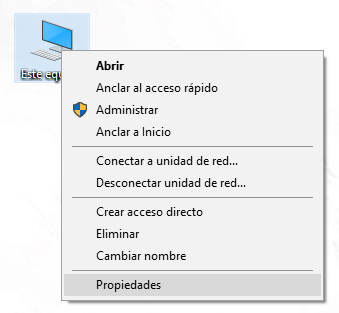 Este equ
Abrir
Anclar al acceso rápido
Administrar
Anclar a Inicio
Conectar a unidad de red...
Desconectar unidad de red...
Crear acceso directo
Eliminar
Cambiar nombre
Propiedades